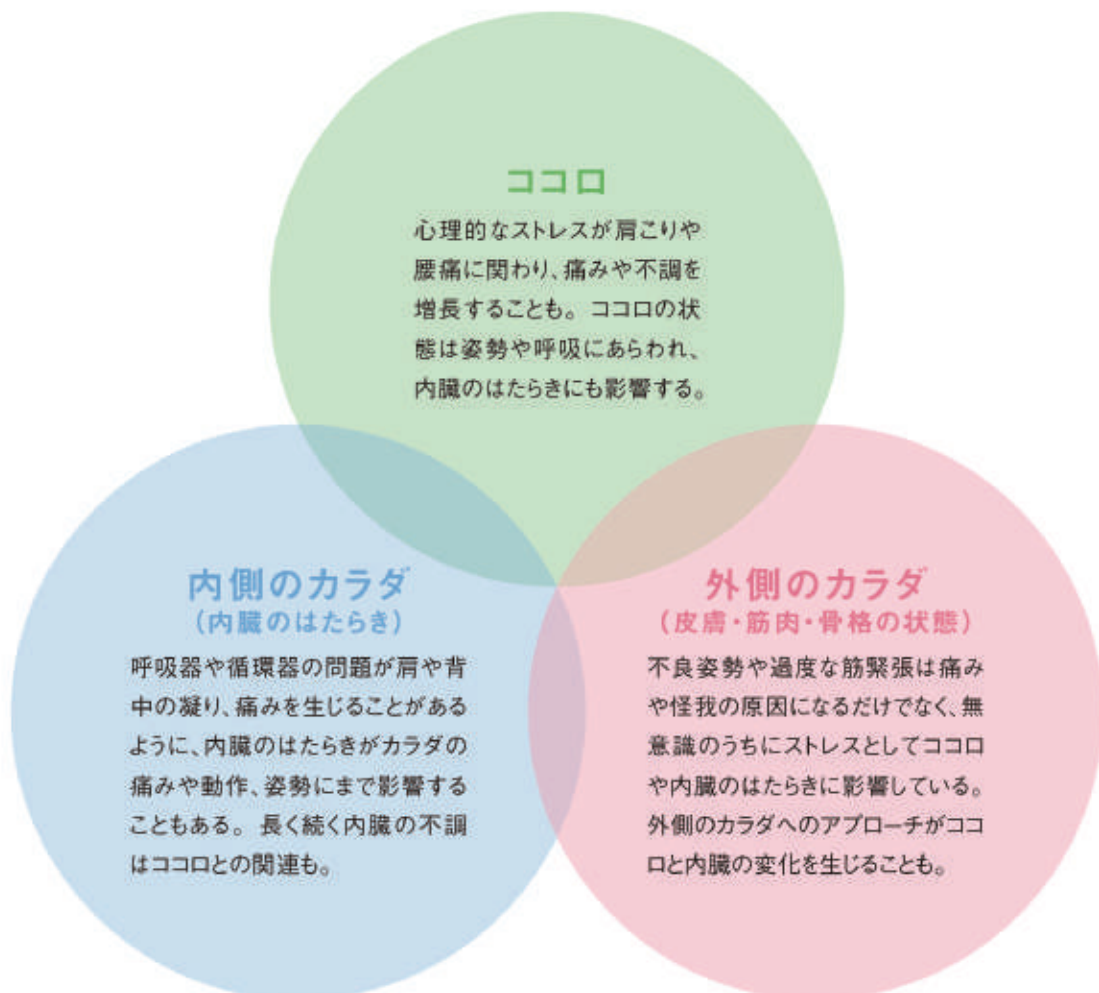 ココロ
心理的なストレスが肩こりや
腰痛に関わり、痛みや不調を
増長することも。ココロの状
態は姿勢や呼吸にあらわれ、
内臓のはたらきにも影響する。
内側のカラダ
（内臓のはたらき）
呼吸器や循環器の問題が肩や背
中の凝り、痛みを生じることがある
ように、内臓のはたらきがカラダの
痛みや動作、姿勢にまで影響する
こともある。長く続く内臓の不調
はココロとの関連も。
外側のカラダ
（皮膚・筋肉・骨格の状態）
不良姿勢や過度な筋緊張は痛み
や怪我の原因になるだけでなく、無
意識のうちにストレスとしてココロ
や内臓のはたらきに影響している。
外側のカラダへのアプローチがココ
ロと内臓の変化を生じることも。